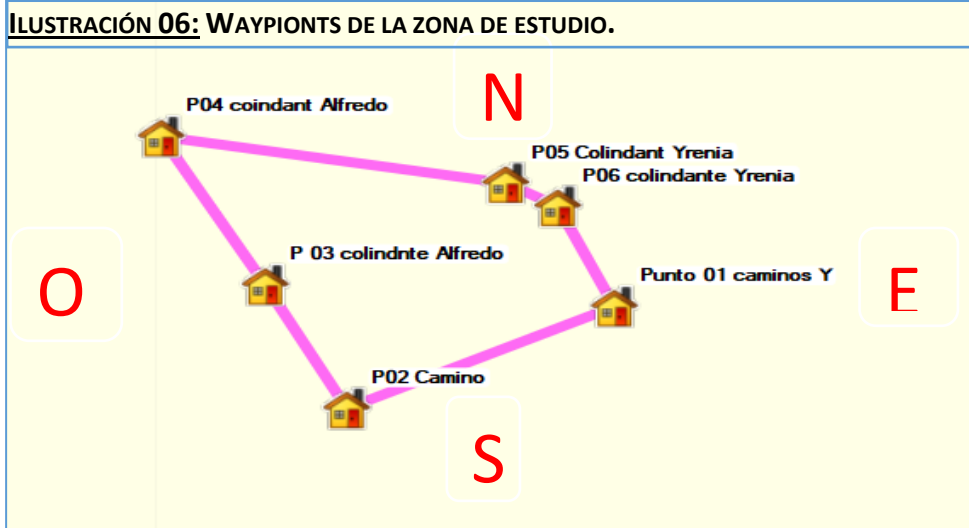 ILUSTRACIÓN 06: WAYPIONTS DE LA ZONA DE ESTUDIO.
N
P04 coindant Alfredo
P05 Colindant Yrenia
P06 colindante Yrenia
P 03 colindnte Alfredo
O
Punto 01 caminos Y
E
P02 Camino
S